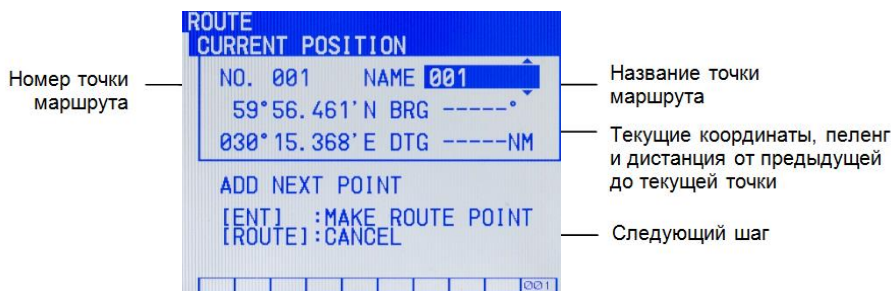 ROUTE
CURRENT POSITION
Номер точки
маршрута
NO. 001 NAME 001
59°56.461'N BRG -----°
030°15.368'E DTG -----NM
Название точки
маршрута
Текущие координаты, пеленг
и дистанция от предыдущей
до текущей точки
ADD NEXT POINT
[ENT] :MAKE ROUTE POINT
[ROUTE]:CANCEL
Следующий шаг
001